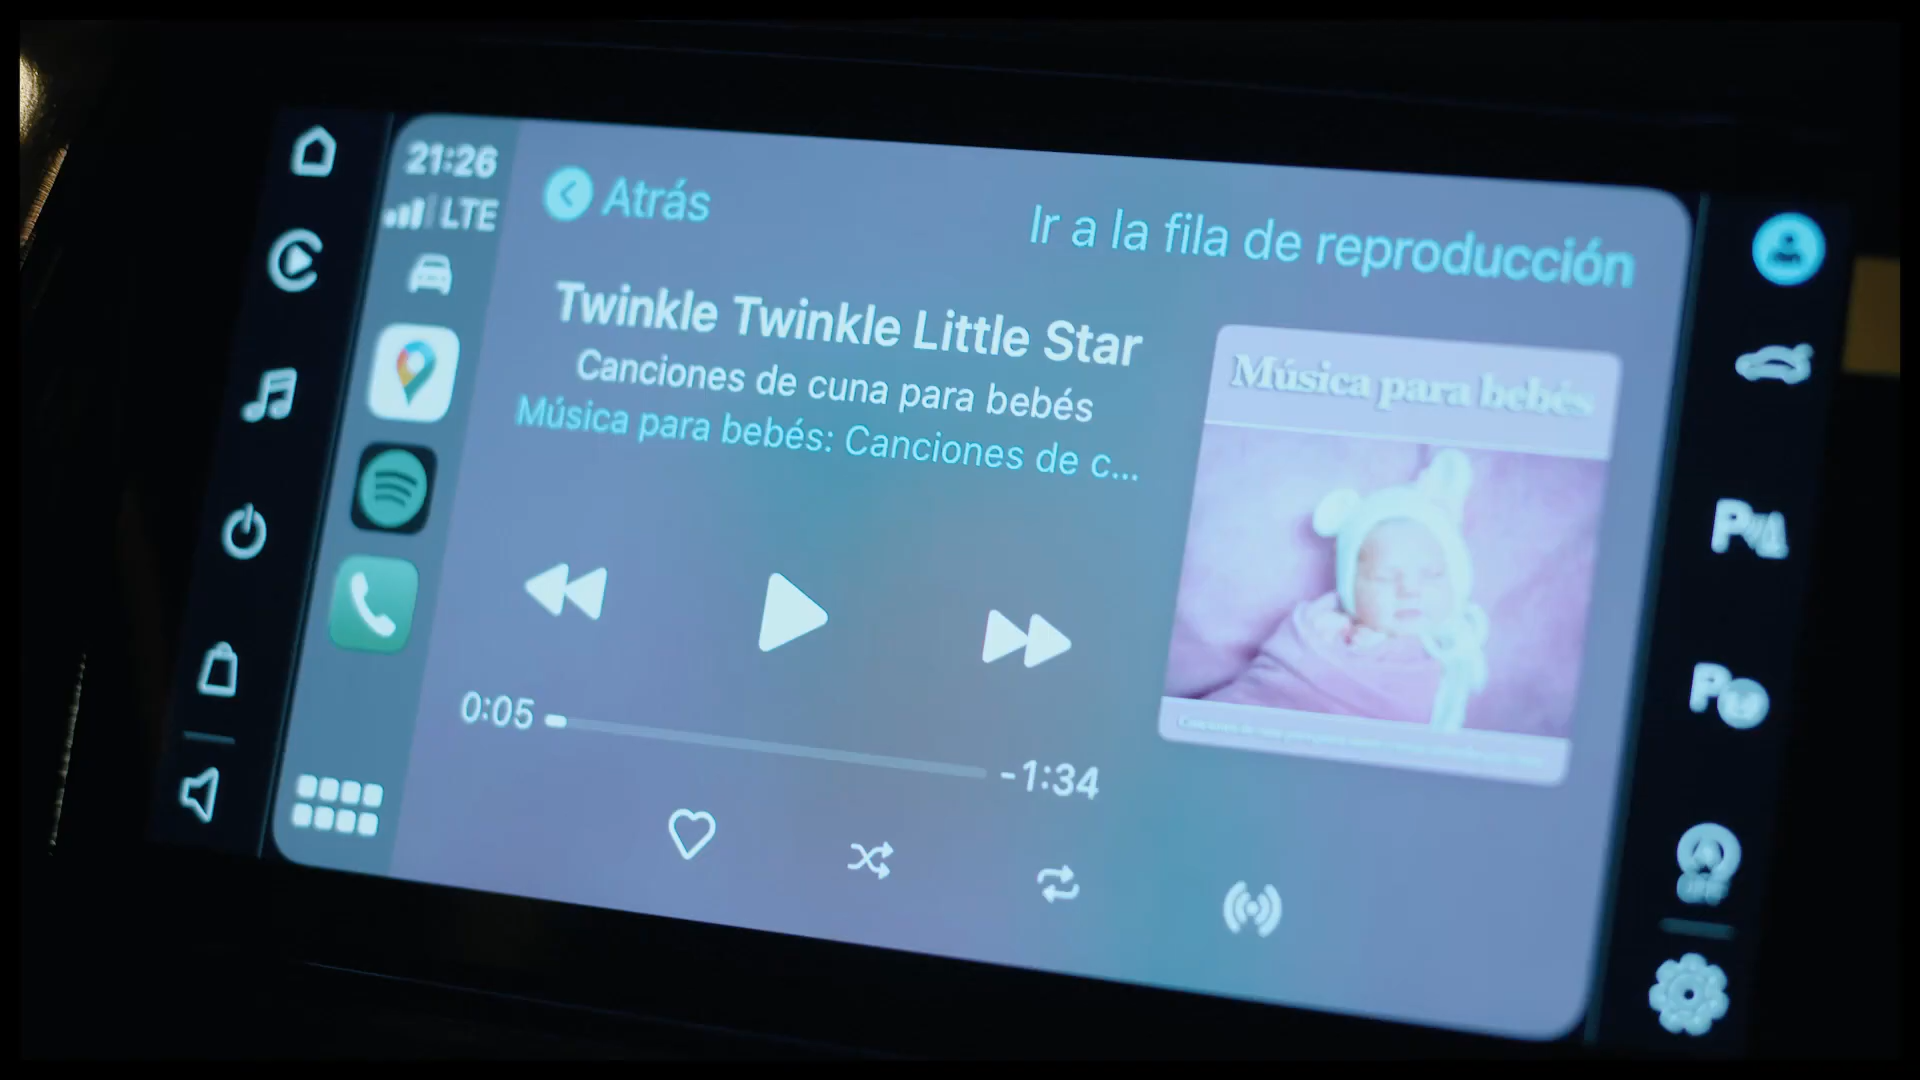 21:26
LTE
Atrás
Ir a la fila de reproducción
Twinkle Twinkle Little Star
Canciones de cuna para bebés
Música para bebés: Canciones de c...
Música para bebés
0:05
-1:34